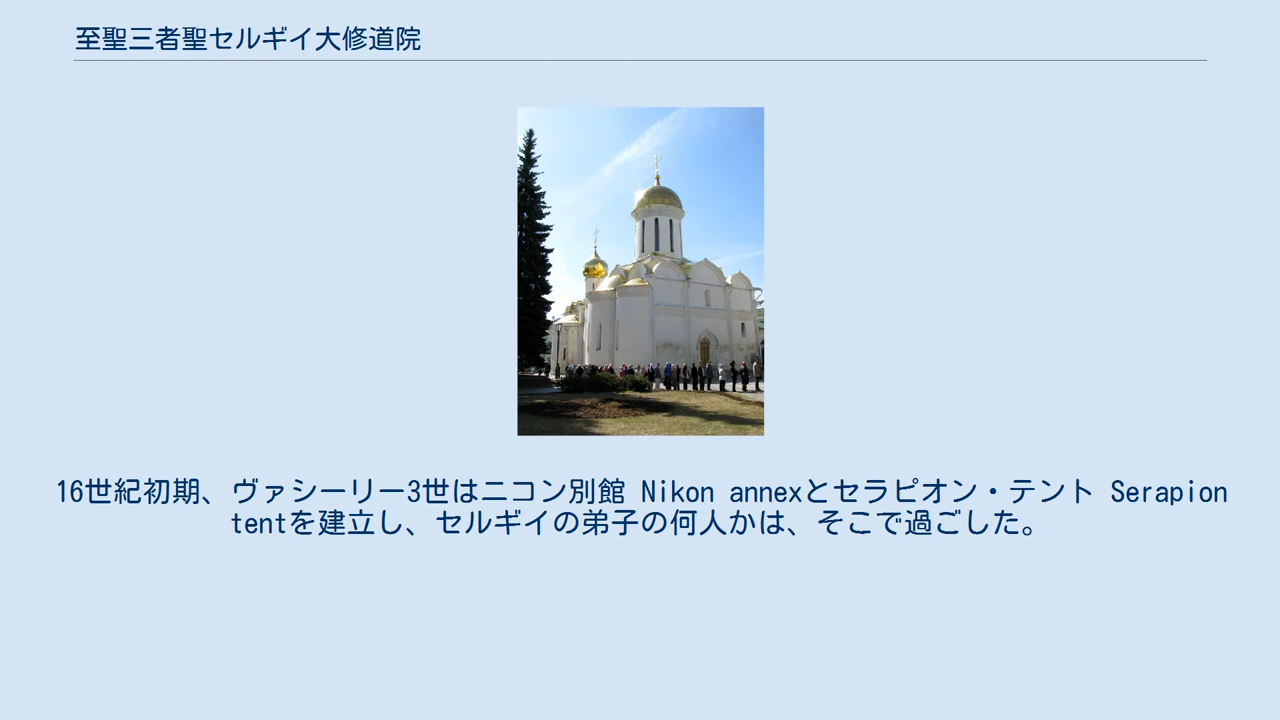 至聖三者聖セルギイ大修道院
16世紀初期、ヴァシーリー3世はニコン別館 Nikon annexとセラピオン・テント Serapion
tentを建立し、セルギイの弟子の何人かは、そこで過ごした。